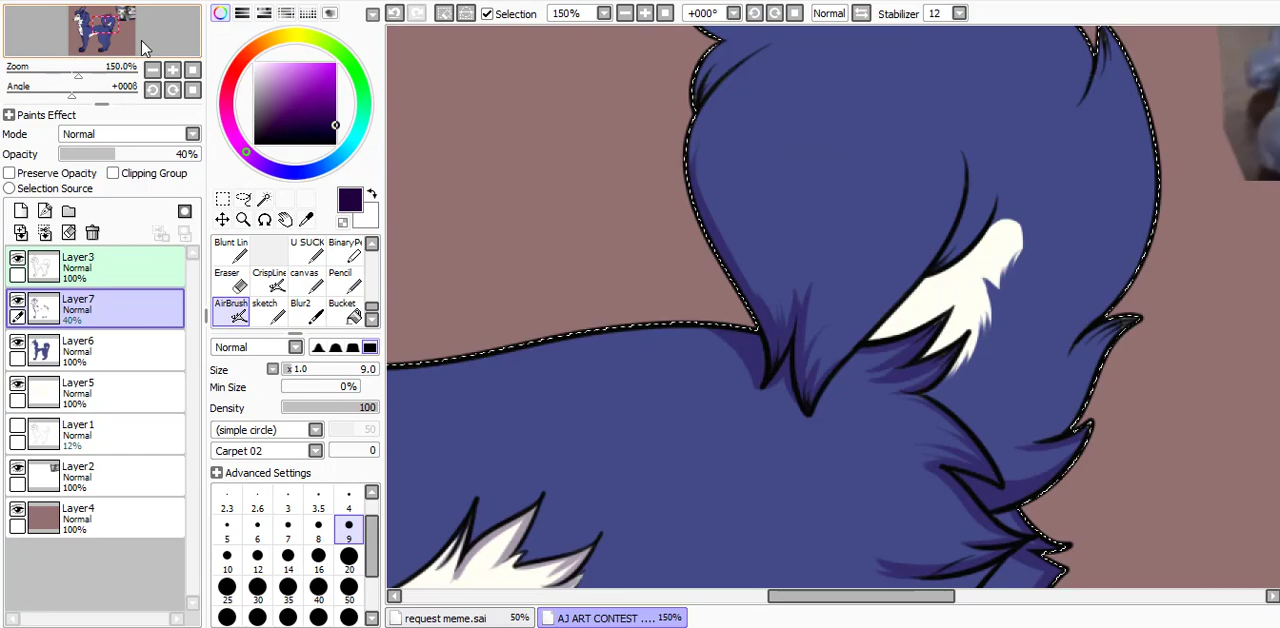 Selection 150% +000° Normal Stabilizer 12
Zoom 150.0%
Angle +000ß
Paints Effect
Mode Normal
Opacity 40%
Preserve Opacity Clipping Group
Selection Source
Layer3
Normal
100%
Layer7
Normal
40%
Layer6
Normal
100%
Layer5
Normal
100%
Layer1
Normal
12%
Layer2
Normal
100%
Layer4
Normal
100%
Blunt Lin U SUCK BinaryPe
Eraser CrispLine canvas Pencil
AirBrush sketch Blur2 Bucket
Normal
Size x 1.0 9.0
Min Size 0%
Density 100
(simple circle) 50
Carpet 02 0
Advanced Settings
2.3 2.6 3 3.5 4
5 6 7 8 9
10 12 14 16 20
25 30 35 40 50
request meme.sai 50% AJ ART CONTEST .... 150%